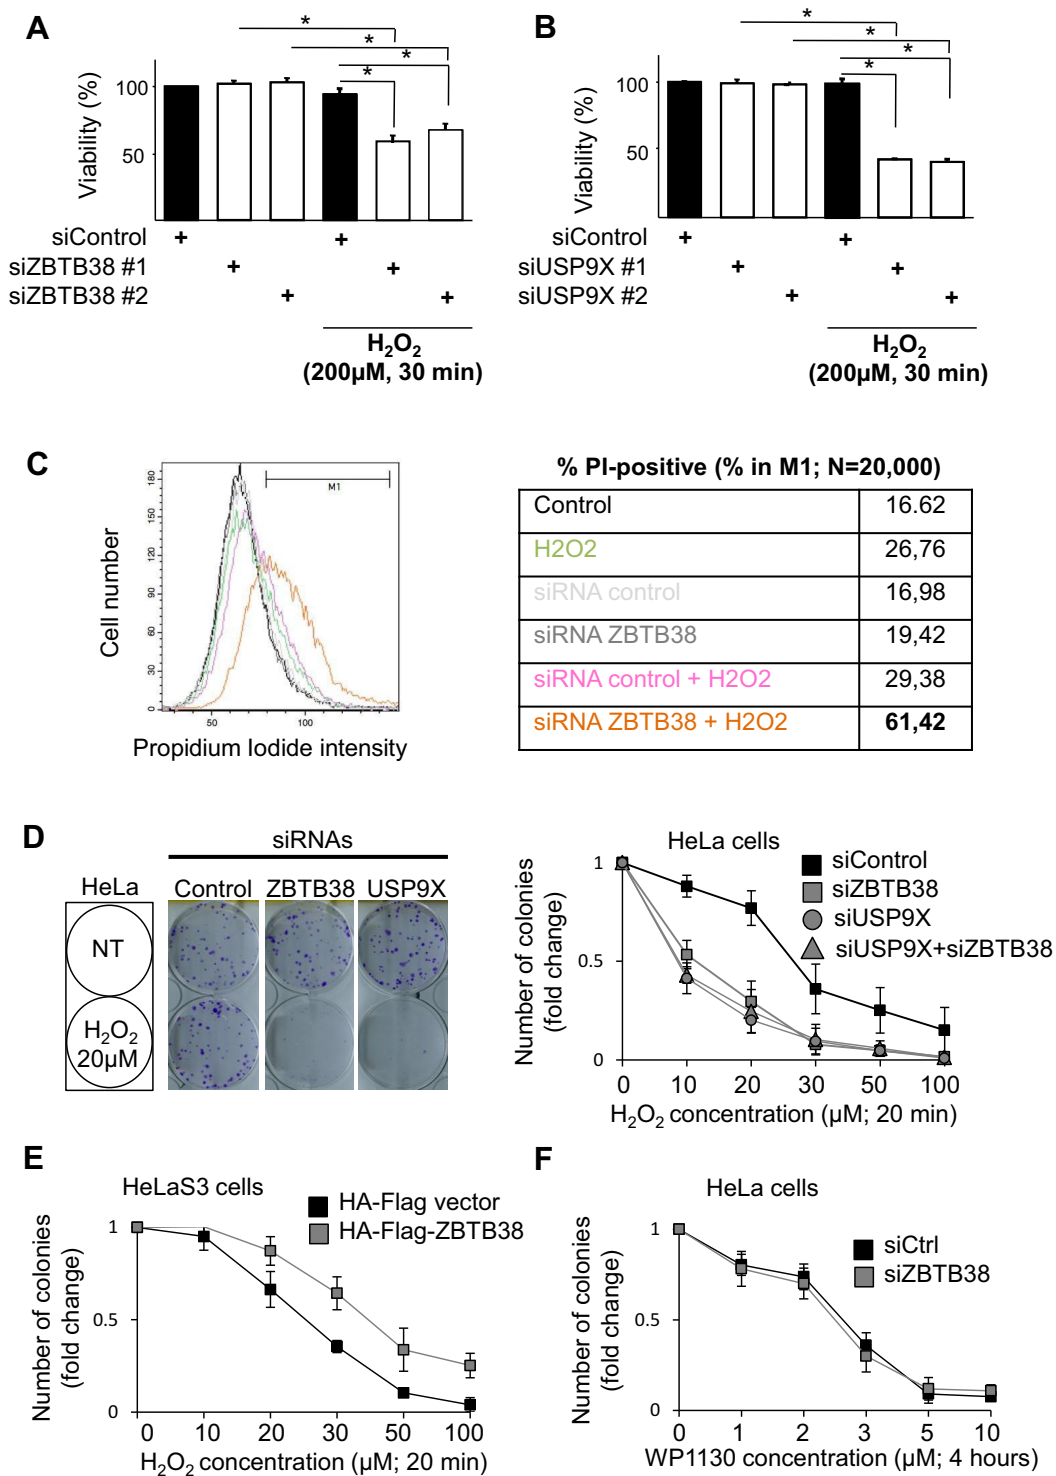 A
*
*
*
*
Viability (%)
100
50
siControl + +
siZBTB38 #1 + +
siZBTB38 #2 + +
H₂O₂
(200µM, 30 min)
B
*
*
*
*
Viability (%)
100
50
siControl + +
siUSP9X #1 + +
siUSP9X #2 + +
H₂O₂
(200µM, 30 min)
C
Cell number
180
150
120
90
60
30
0
M1
50 100
Propidium Iodide intensity
% PI-positive (% in M1; N=20,000)
Control 16.62
H2O2 26,76
siRNA control 16,98
siRNA ZBTB38 19,42
siRNA control + H2O2 29,38
siRNA ZBTB38 + H2O2 61,42
D
siRNAs
HeLa Control ZBTB38 USP9X
NT
H₂O₂
20µM
HeLa cells
siControl
siZBTB38
siUSP9X
siUSP9X+siZBTB38
Number of colonies
(fold change)
1
0.5
0
0 10 20 30 50 100
H₂O₂ concentration (µM; 20 min)
E
HeLaS3 cells
HA-Flag vector
HA-Flag-ZBTB38
Number of colonies
(fold change)
1
0.5
0
0 10 20 30 50 100
H₂O₂ concentration (µM; 20 min)
F
HeLa cells
siCtrl
siZBTB38
Number of colonies
(fold change)
1
0.5
0
0 1 2 3 5 10
WP1130 concentration (µM; 4 hours)